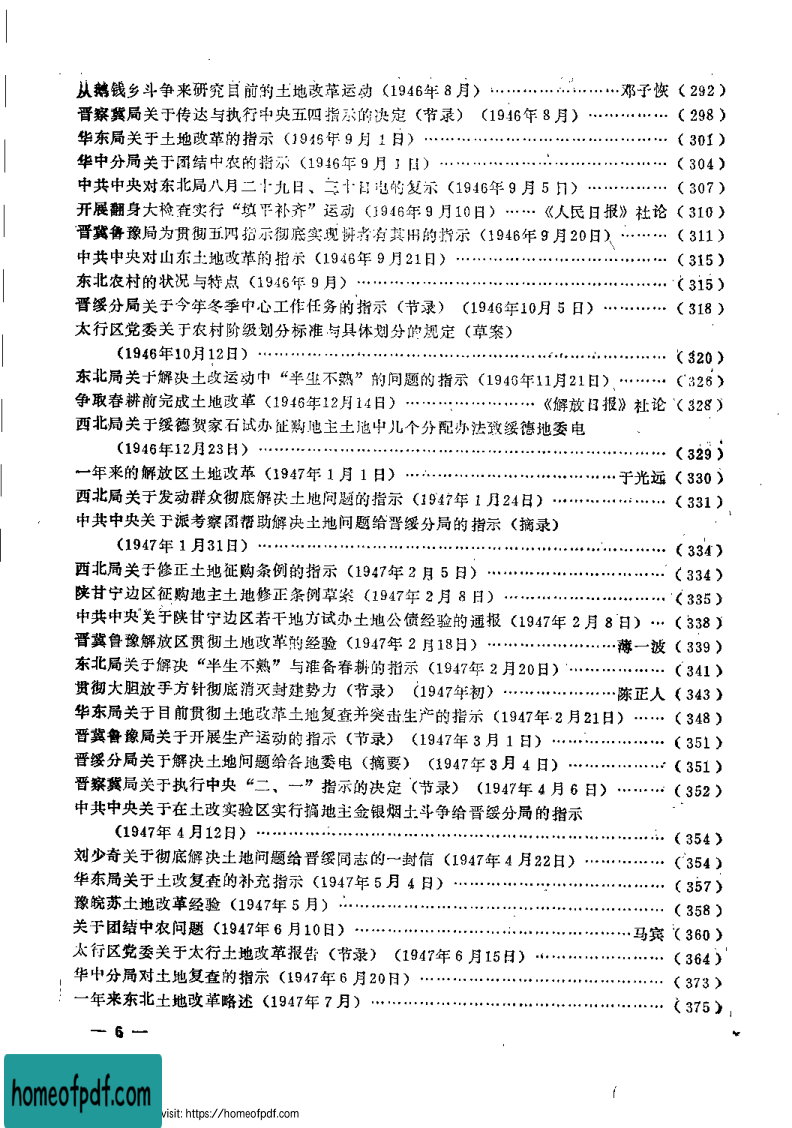 从鹅钱乡斗争来研究目前的土地改革运动（1946年8月）……………………邓子恢（292）
晋察冀局关于传达与执行中央五四指示的决定（节录）（1946年8月）……………（298）
华东局关于土地改革的指示（1946年9月1日）…………………………（301）
华中分局关于团结中农的指示（1946年9月1日）…………………………（304）
中共中央对东北局八月二十九日、三十日电的复示（1946年9月5日）……………（307）
开展翻身大检查实行“填平补齐”运动（1946年9月10日）……《人民日报》社论（310）
晋冀鲁豫局为贯彻五四指示彻底实现耕者有其田的指示（1946年9月20日）………（311）
中共中央对山东土地改革的指示（1946年9月21日）………………………（315）
东北农村的状况与特点（1946年9月）…………………………………（315）
晋绥分局关于今年冬季中心工作任务的指示（节录）（1946年10月5日）…………（318）
太行区党委关于农村阶级划分标准与具体划分的规定（草案）
（1946年10月12日）……………………………………………（320）
东北局关于解决土改运动中“半生不熟”的问题的指示（1946年11月21日）………（326）
争取春耕前完成土地改革（1946年12月14日）………………《解放日报》社论（328）
西北局关于绥德贺家石试办征购地主土地中几个分配办法致绥德地委电
（1946年12月23日）……………………………………………（329）
一年来的解放区土地改革（1947年1月1日）………………………于光远（330）
西北局关于发动群众彻底解决土地问题的指示（1947年1月24日）……………（331）
中共中央关于派考察团帮助解决土地问题给晋绥分局的指示（摘录）
（1947年1月31日）……………………………………………（334）
西北局关于修正土地征购条例的指示（1947年2月5日）……………………（334）
陕甘宁边区征购地主土地修正条例草案（1947年2月8日）…………………（335）
中共中央关于陕甘宁边区若干地方试办土地公债经验的通报（1947年2月8日）…（338）
晋冀鲁豫解放区贯彻土地改革的经验（1947年2月18日）………………薄一波（339）
东北局关于解决“半生不熟”与准备春耕的指示（1947年2月20日）……………（341）
贯彻大胆放手方针彻底消灭封建势力（节录）（1947年初）………………陈正人（343）
华东局关于目前贯彻土地改革土地复查并突击生产的指示（1947年2月21日）……（348）
晋冀鲁豫局关于开展生产运动的指示（节录）（1947年3月1日）………………（351）
晋绥分局关于解决土地问题给各地委电（摘要）（1947年3月4日）……………（351）
晋察冀局关于执行中央“二、一”指示的决定（节录）（1947年4月6日）………（352）
中共中央关于在土改实验区实行搞地主金银烟土斗争给晋绥分局的指示
（1947年4月12日）……………………………………………（354）
刘少奇关于彻底解决土地问题给晋绥同志的一封信（1947年4月22日）…………（354）
华东局关于土改复查的补充指示（1947年5月4日）………………………（357）
豫皖苏土地改革经验（1947年5月）……………………………………（358）
关于团结中农问题（1947年6月10日）………………………………马宾（360）
太行区党委关于太行土地改革报告（节录）（1947年6月15日）………………（364）
华中分局对土地复查的指示（1947年6月20日）…………………………（373）
一年来东北土地改革略述（1947年7月）………………………………（375）
— 6 —
homeofpdf.com
visit: https://homeofpdf.com